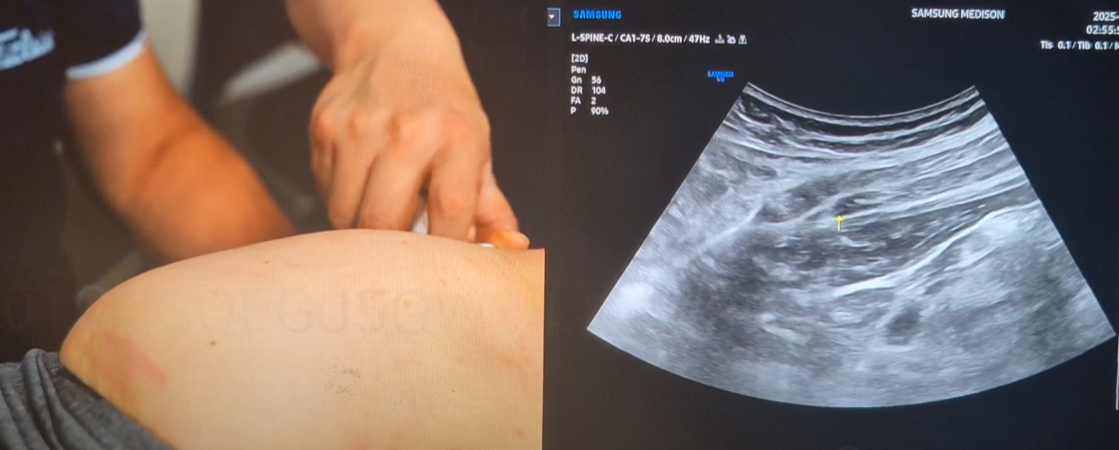 SAMSUNG
SAMSUNG MEDISON
2025-
L-SPINE-C / CA1-7S / 8.0cm / 47Hz
02:55:
TIs 0.1 / TIb 0.1 /
[2D]
Pen
Gn 56
DR 104
FA 2
P 90%